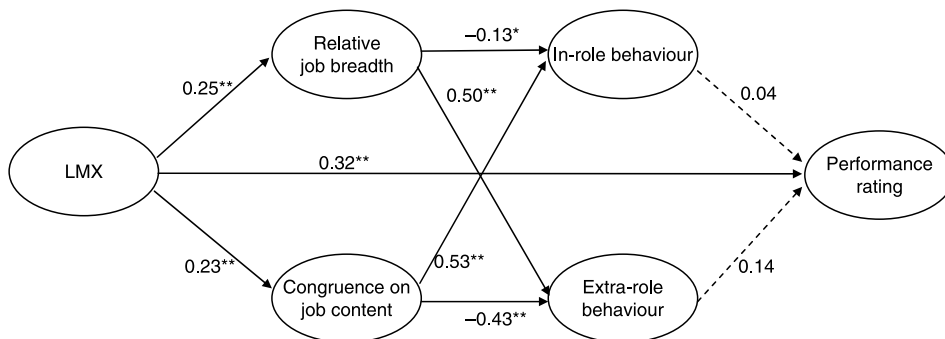 Relative
job breadth
–0.13*
In-role behaviour
0.25**
0.50**
0.04
LMX
0.32**
Performance
rating
0.23**
0.53**
0.14
Congruence on
job content
–0.43**
Extra-role
behaviour